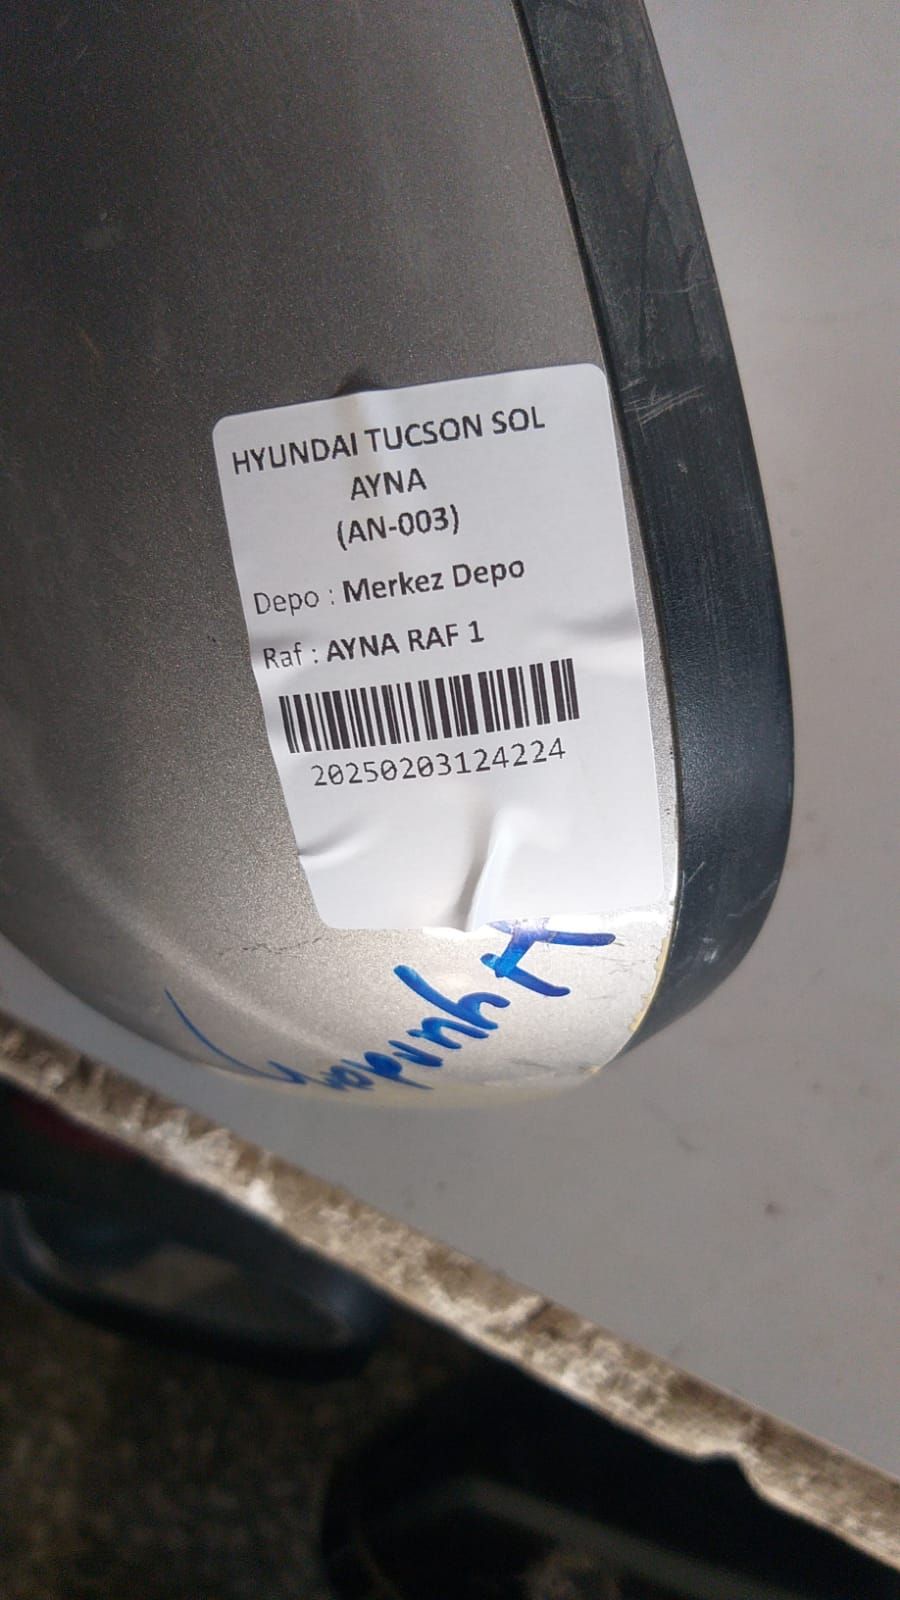 HYUNDAI TUCSON SOL
AYNA
(AN-003)
Depo : Merkez Depo
Raf : AYNA RAF 1
20250203124224